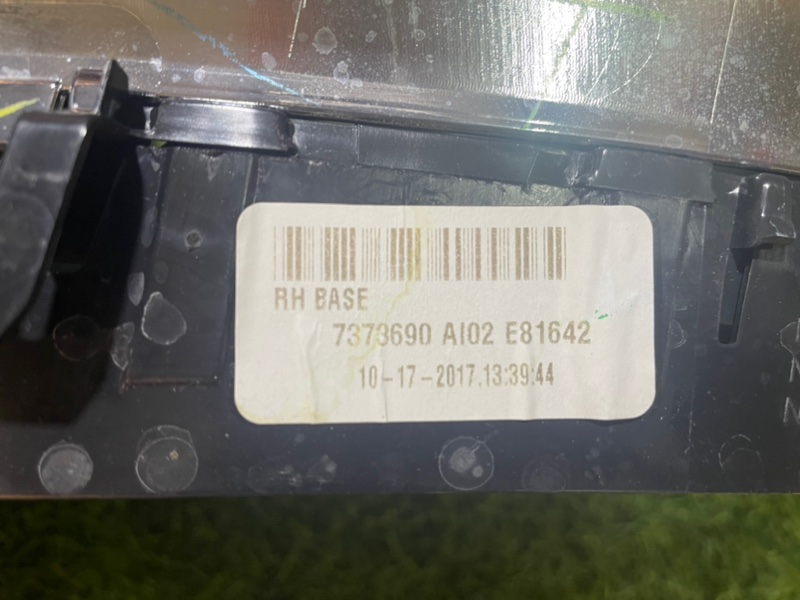 RH BASE
7373690 AI02 E81642
10-17-2017.13:39:44
N